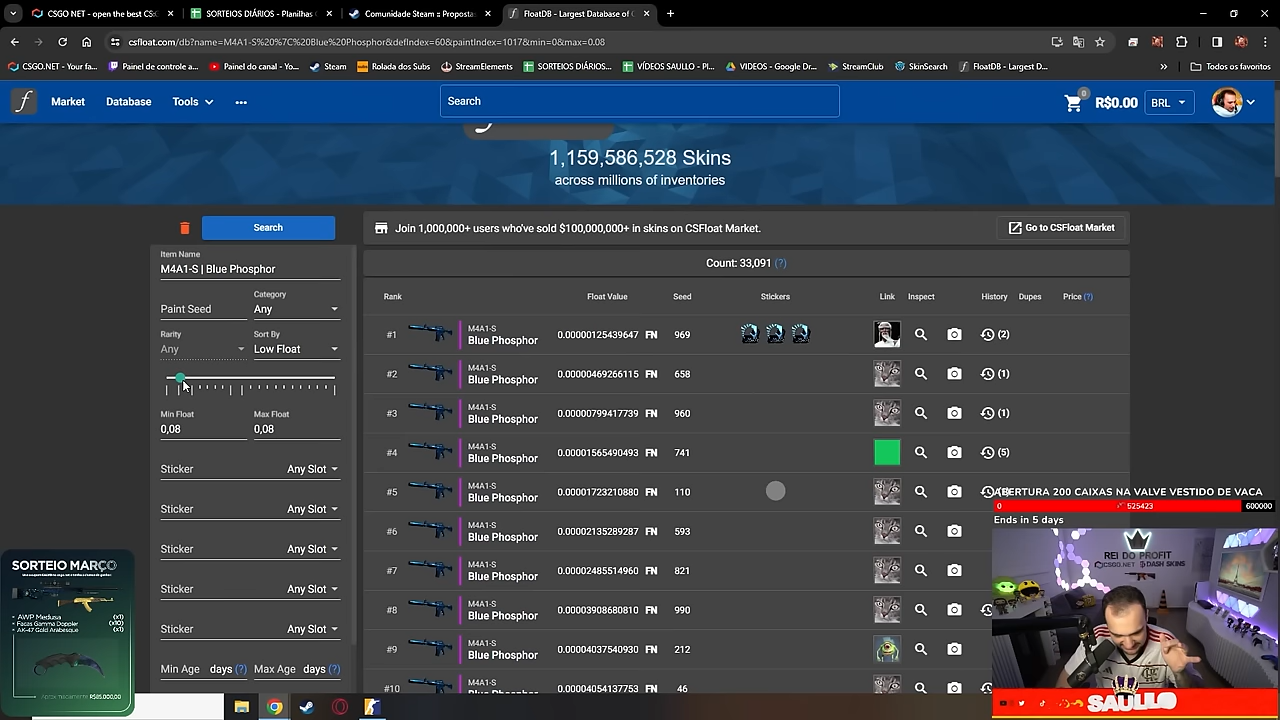 CSGO.NET - open the best CSG
SORTEIOS DIÁRIOS - Planilhas
Comunidade Steam :: Proposta
FloatDB - Largest Database of C
csfloat.com/db?name=M4A1-S%20%7C%20Blue%20Phosphor&defIndex=60&paintIndex=1017&min=0&max=0.08
CSGO.NET - Your fa...
Painel de controle a...
Painel do canal - Yo...
Steam
Rolada dos Subs
StreamElements
SORTEIOS DIÁRIOS...
VÍDEOS SAULLO - Pl...
VIDEOS - Google Dr...
StreamClub
SkinSearch
FloatDB - Largest D...
Todos os favoritos
Market
Database
Tools
Search
0
R$0.00
BRL
1,159,586,528 Skins
across millions of inventories
Search
Join 1,000,000+ users who've sold $100,000,000+ in skins on CSFloat Market.
Go to CSFloat Market
Item Name
M4A1-S | Blue Phosphor
Paint Seed
Category
Any
Rarity
Any
Sort By
Low Float
Min Float
0,08
Max Float
0,08
Sticker Any Slot
Sticker Any Slot
Sticker Any Slot
Sticker Any Slot
Sticker Any Slot
Min Age days (?) Max Age days (?)
Count: 33,091 (?)
Rank Float Value Seed Stickers Link Inspect History Dupes Price (?)
#1 M4A1-S Blue Phosphor 0.00000125439647 FN 969 (2)
#2 M4A1-S Blue Phosphor 0.00000469266115 FN 658 (1)
#3 M4A1-S Blue Phosphor 0.00000799417739 FN 960 (1)
#4 M4A1-S Blue Phosphor 0.00001565490493 FN 741 (5)
#5 M4A1-S Blue Phosphor 0.00001723210880 FN 110
#6 M4A1-S Blue Phosphor 0.00002135289287 FN 593
#7 M4A1-S Blue Phosphor 0.00002485514960 FN 821
#8 M4A1-S Blue Phosphor 0.00003908680810 FN 990
#9 M4A1-S Blue Phosphor 0.00004037540930 FN 212
#10 M4A1-S Blue Phosphor 0.00004054137753 FN 46
ABERTURA 200 CAIXAS NA VALVE VESTIDO DE VACA
0 525423 600000
Ends in 5 days
REI DO PROFIT
CSGO.NET DASH SKINS
SAULLO
SORTEIO MARÇO
AWP Medusa (x1)
Facas Gamma Doppler (x10)
AK-47 Gold Arabesque (x1)